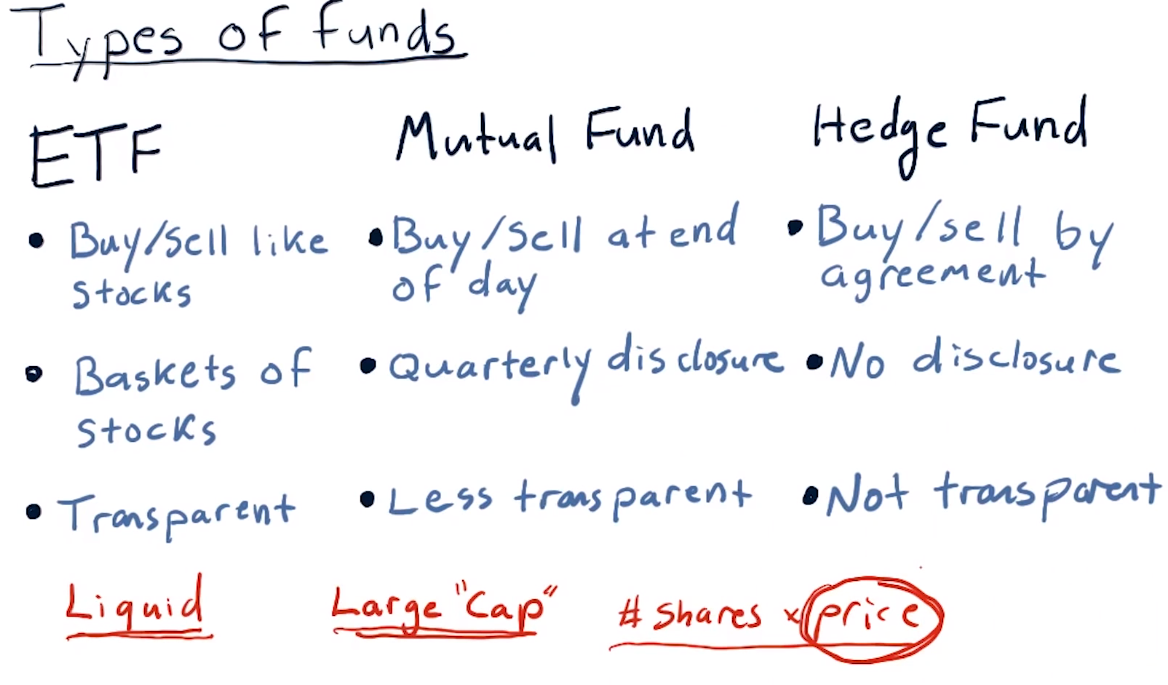 Types of funds
ETF
• Buy/sell like
stocks
• Baskets of
stocks
• Transparent
Mutual Fund
• Buy/sell at end
of day
• Quarterly disclosure
• Less transparent
Hedge Fund
• Buy/sell by
agreement
• No disclosure
• Not transparent
Liquid
Large "Cap"
# shares x price